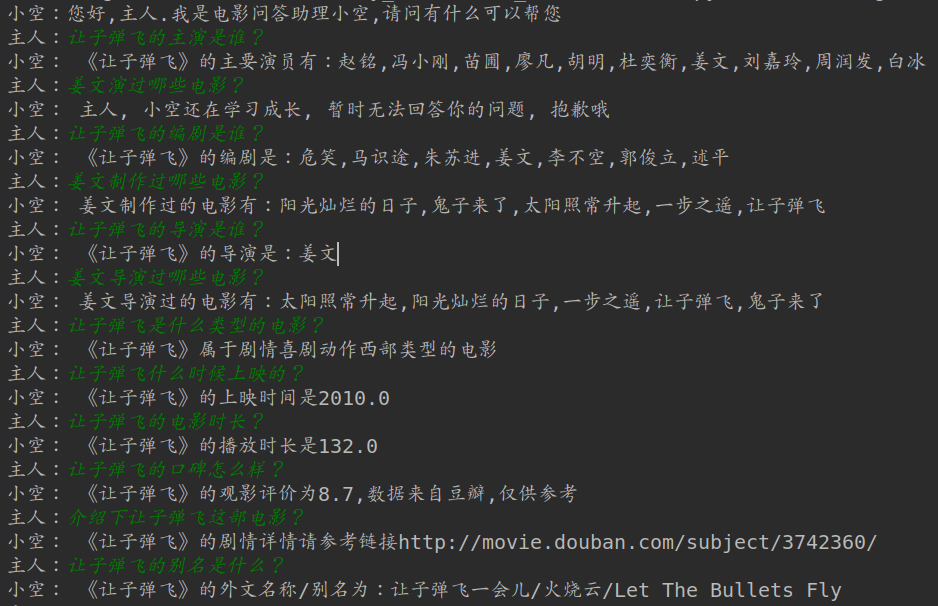 小空：您好,主人.我是电影问答助理小空,请问有什么可以帮您
主人：让子弹飞的主演是谁？
小空： 《让子弹飞》的主要演员有：赵铭,冯小刚,苗圃,廖凡,胡明,杜奕衡,姜文,刘嘉玲,周润发,白冰
主人：姜文演过哪些电影？
小空： 主人, 小空还在学习成长, 暂时无法回答你的问题, 抱歉哦
主人：让子弹飞的编剧是谁？
小空： 《让子弹飞》的编剧是：危笑,马识途,朱苏进,姜文,李不空,郭俊立,述平
主人：姜文制作过哪些电影？
小空： 姜文制作过的电影有：阳光灿烂的日子,鬼子来了,太阳照常升起,一步之遥,让子弹飞
主人：让子弹飞的导演是谁？
小空： 《让子弹飞》的导演是：姜文
主人：姜文导演过哪些电影？
小空： 姜文导演过的电影有：太阳照常升起,阳光灿烂的日子,一步之遥,让子弹飞,鬼子来了
主人：让子弹飞是什么类型的电影？
小空： 《让子弹飞》属于剧情喜剧动作西部类型的电影
主人：让子弹飞什么时候上映的？
小空： 《让子弹飞》的上映时间是2010.0
主人：让子弹飞的电影时长？
小空： 《让子弹飞》的播放时长是132.0
主人：让子弹飞的口碑怎么样？
小空： 《让子弹飞》的观影评价为8.7,数据来自豆瓣,仅供参考
主人：介绍下让子弹飞这部电影？
小空： 《让子弹飞》的剧情详情请参考链接http://movie.douban.com/subject/3742360/
主人：让子弹飞的别名是什么？
小空： 《让子弹飞》的外文名称/别名为：让子弹飞一会儿/火烧云/Let The Bullets Fly